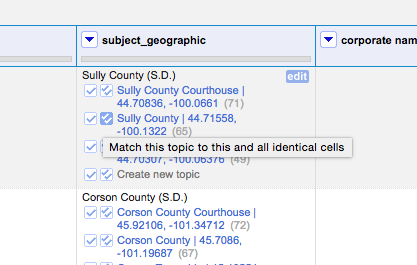 subject_geographic
corporate nam
Sully County (S.D.)
edit
Sully County Courthouse |
44.70836, -100.0661 (71)
Sully County | 44.71558,
-100.1322 (65)
Match this topic to this and all identical cells
44.70307, -100.06376 (49)
Create new topic
Corson County (S.D.)
Corson County Courthouse |
45.92106, -101.34712 (72)
Corson County | 45.7086,
-101.19687 (67)